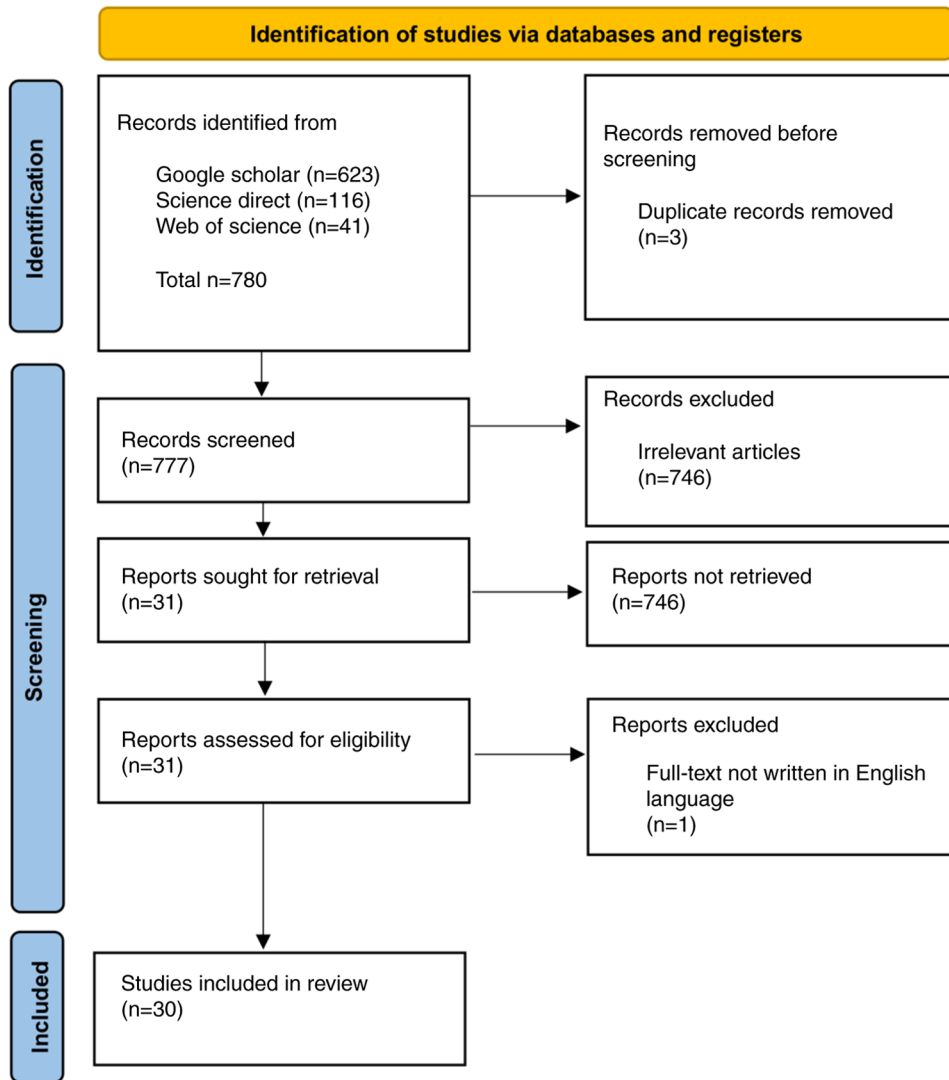 Identification of studies via databases and registers
Identification
Records identified from
Google scholar (n=623)
Science direct (n=116)
Web of science (n=41)
Total n=780
Records removed before
screening
Duplicate records removed
(n=3)
Screening
Records screened
(n=777)
Records excluded
Irrelevant articles
(n=746)
Reports sought for retrieval
(n=31)
Reports not retrieved
(n=746)
Reports assessed for eligibility
(n=31)
Reports excluded
Full-text not written in English
language
(n=1)
Included
Studies included in review
(n=30)